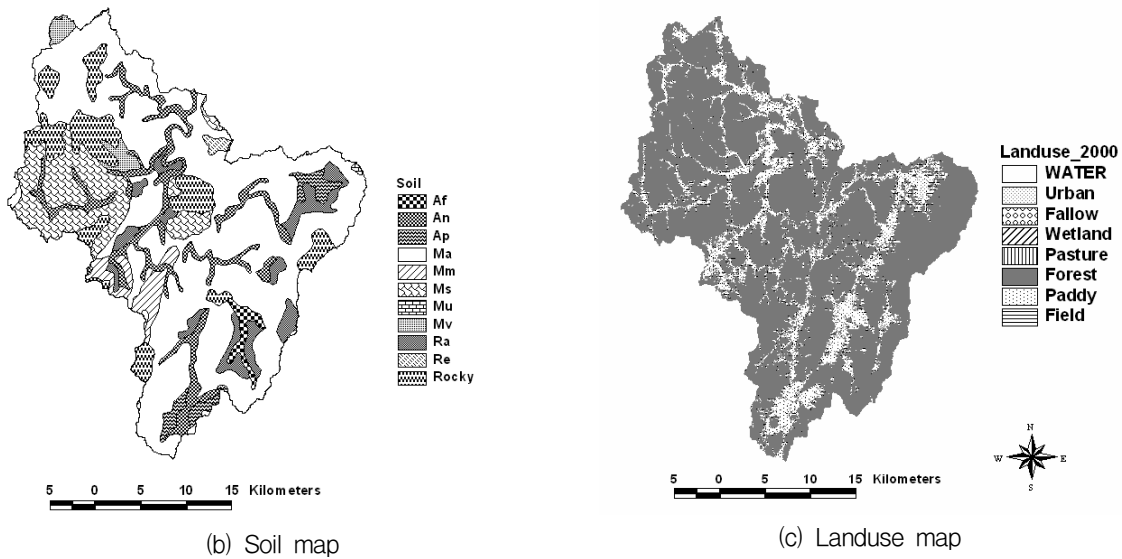 Soil
Af
An
Ap
Ma
Mm
Ms
Mu
Mv
Ra
Re
Rocky
5 0 5 10 15 Kilometers
(b) Soil map
Landuse_2000
WATER
Urban
Fallow
Wetland
Pasture
Forest
Paddy
Field
N
W E
S
5 0 5 10 15 Kilometers
(c) Landuse map